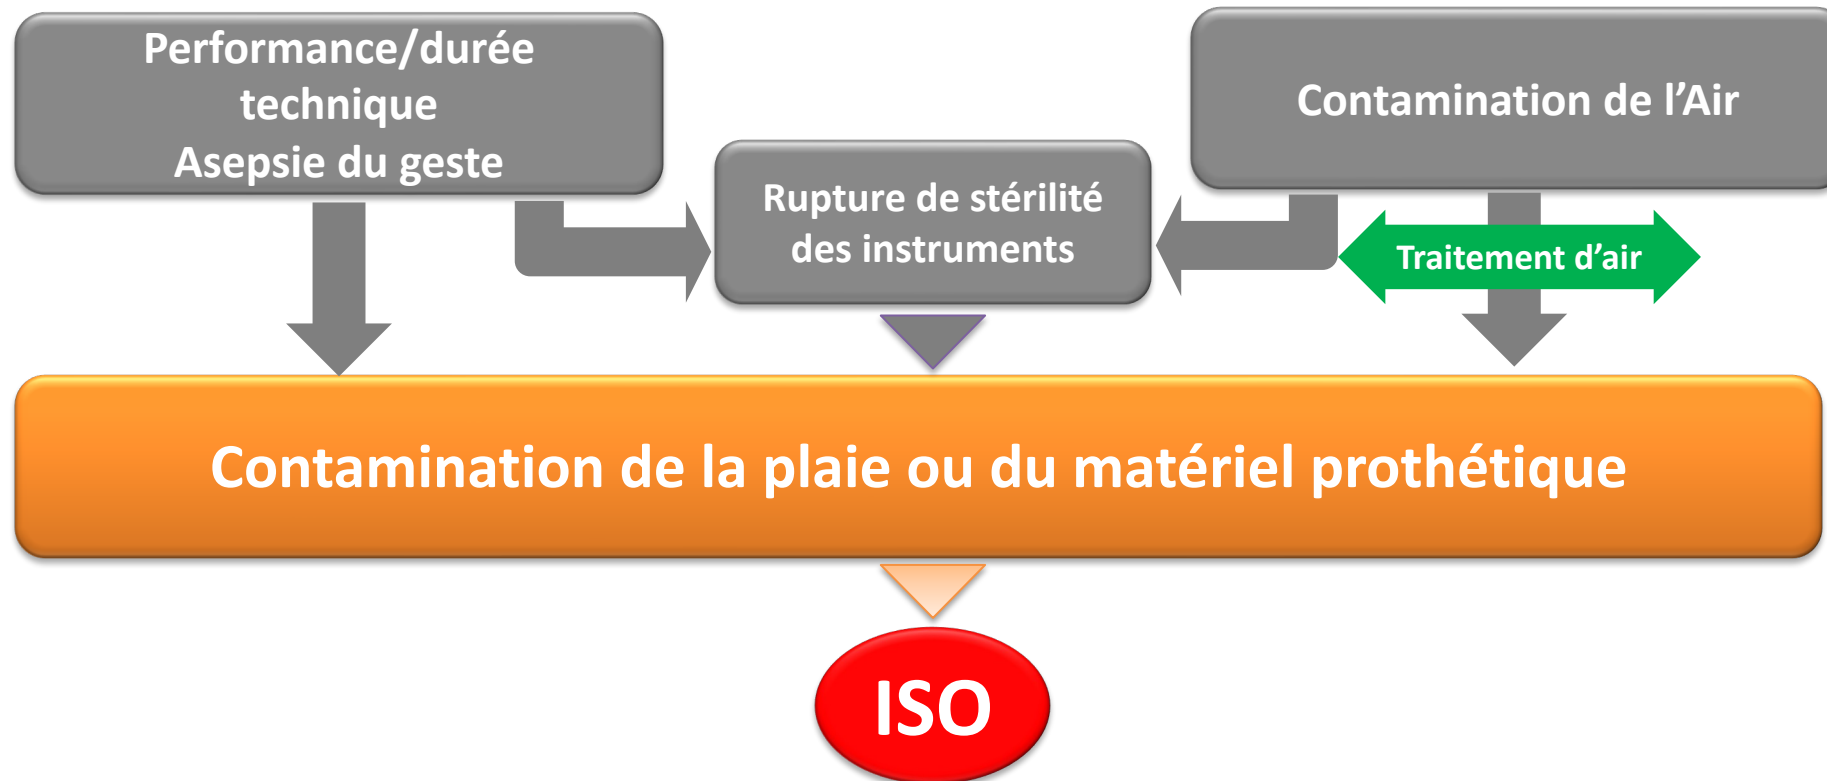 Performance/durée
technique
Asepsie du geste
Contamination de l’Air
Rupture de stérilité
des instruments
Traitement d’air
Contamination de la plaie ou du matériel prothétique
ISO